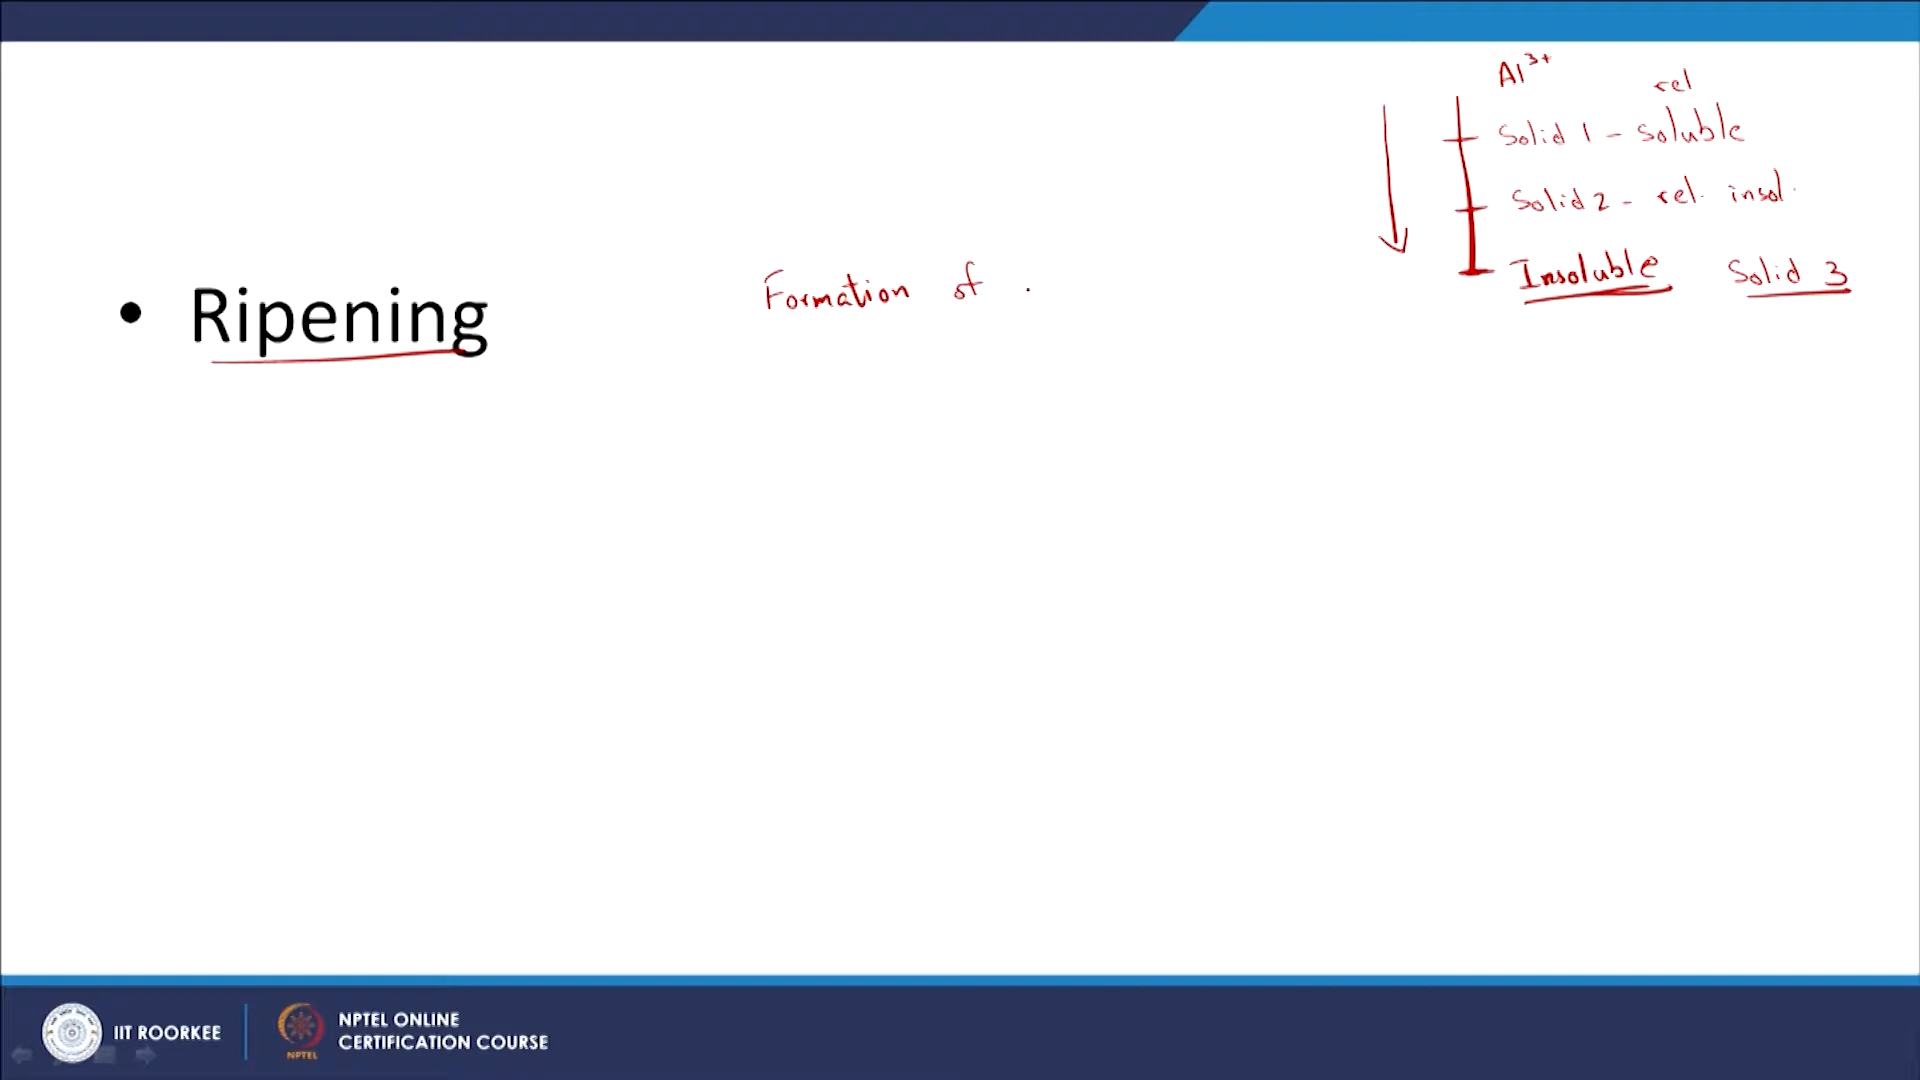 Al³⁺
rel
Solid 1 - soluble
Solid 2 - rel. insol.
Insoluble Solid 3
• Ripening
Formation of .
IIT ROORKEE
NPTEL
NPTEL ONLINE
CERTIFICATION COURSE